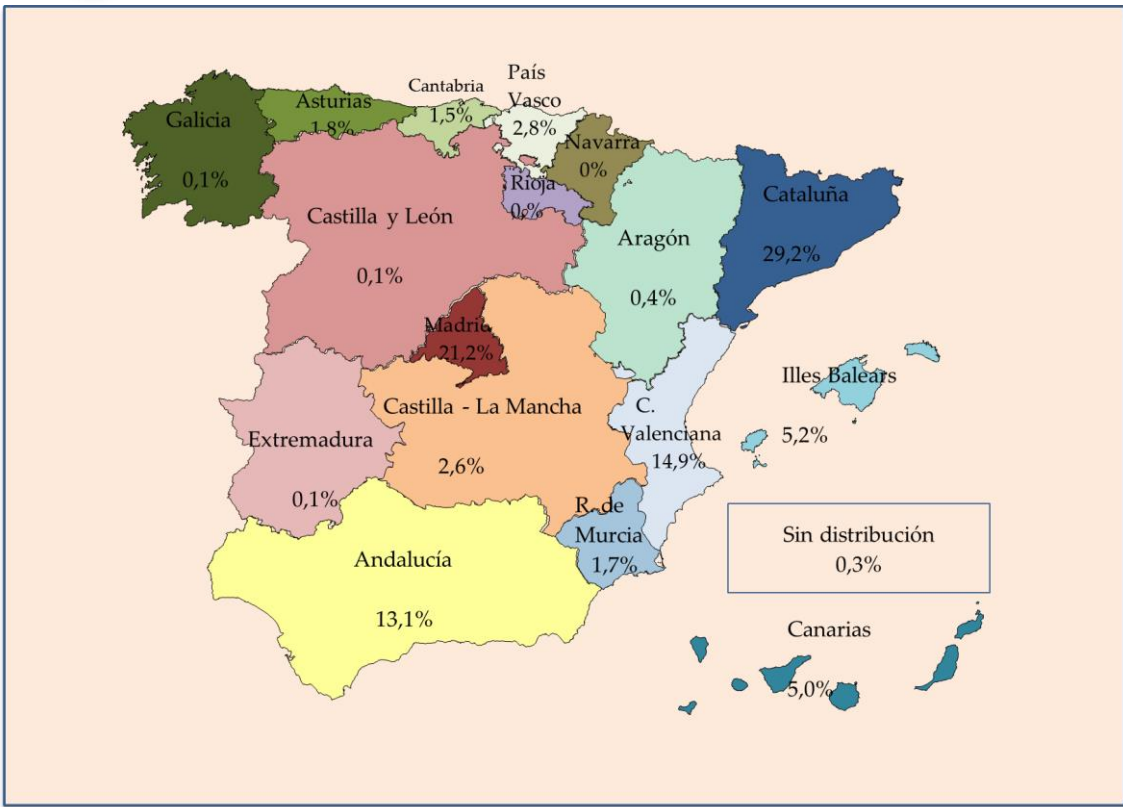 País
Vasco
2,8%
Cantabria
1,5%
Asturias
1,8%
Galicia
0,1%
Navarra
0%
Rioja
Cataluña
29,2%
Castilla y León
0,1%
Aragón
0,4%
Madrid
21,2%
Illes Balears
5,2%
Castilla - La Mancha
2,6%
C.
Valenciana
14,9%
Extremadura
0,1%
R. de
Murcia
1,7%
Sin distribución
0,3%
Andalucía
13,1%
Canarias
5,0%